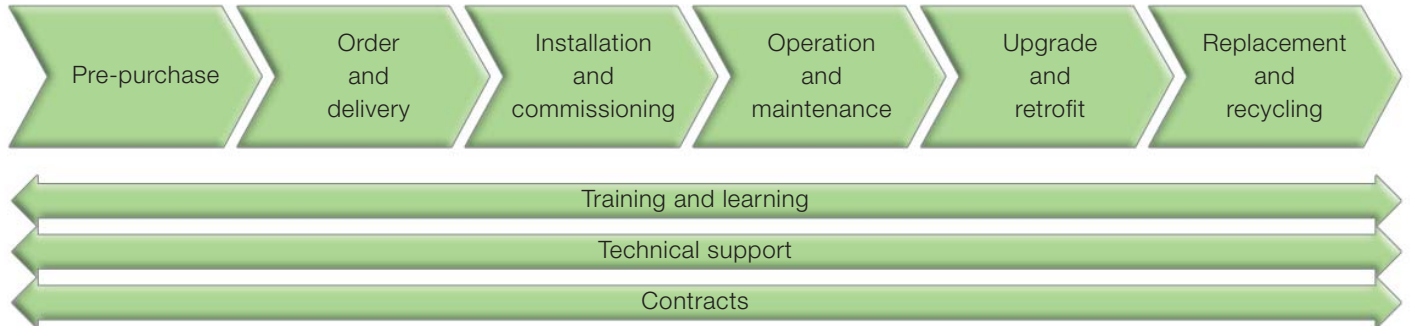 Pre-purchase
Order
and
delivery
Installation
and
commissioning
Operation
and
maintenance
Upgrade
and
retrofit
Replacement
and
recycling
Training and learning
Technical support
Contracts